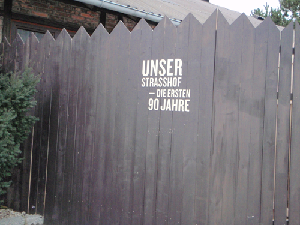 UNSER
STRASSHOF
– DIE ERSTEN
90 JAHRE